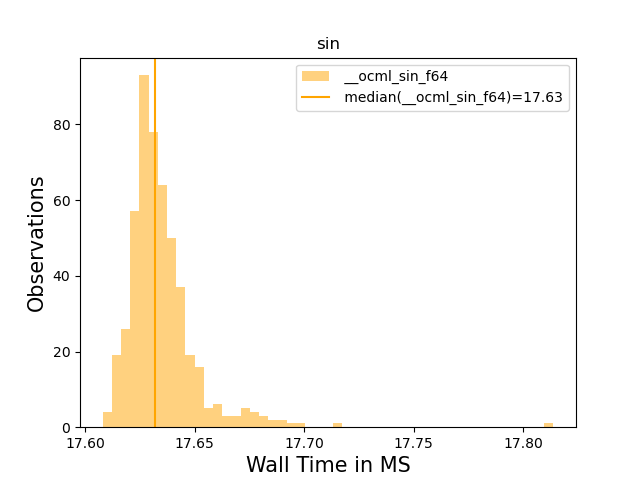 sin
__ocml_sin_f64
median(__ocml_sin_f64)=17.63
Observations
80
60
40
20
0
17.60 17.65 17.70 17.75 17.80
Wall Time in MS